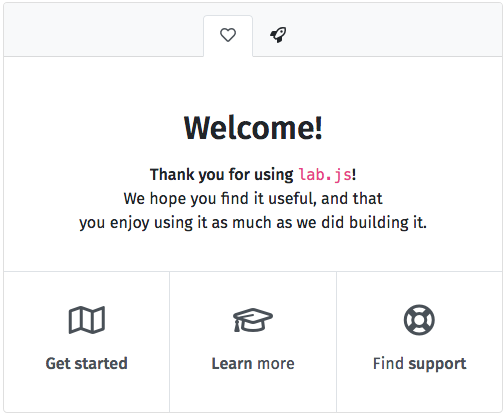 Welcome!
Thank you for using lab.js!
We hope you find it useful, and that
you enjoy using it as much as we did building it.
Get started
Learn more
Find support